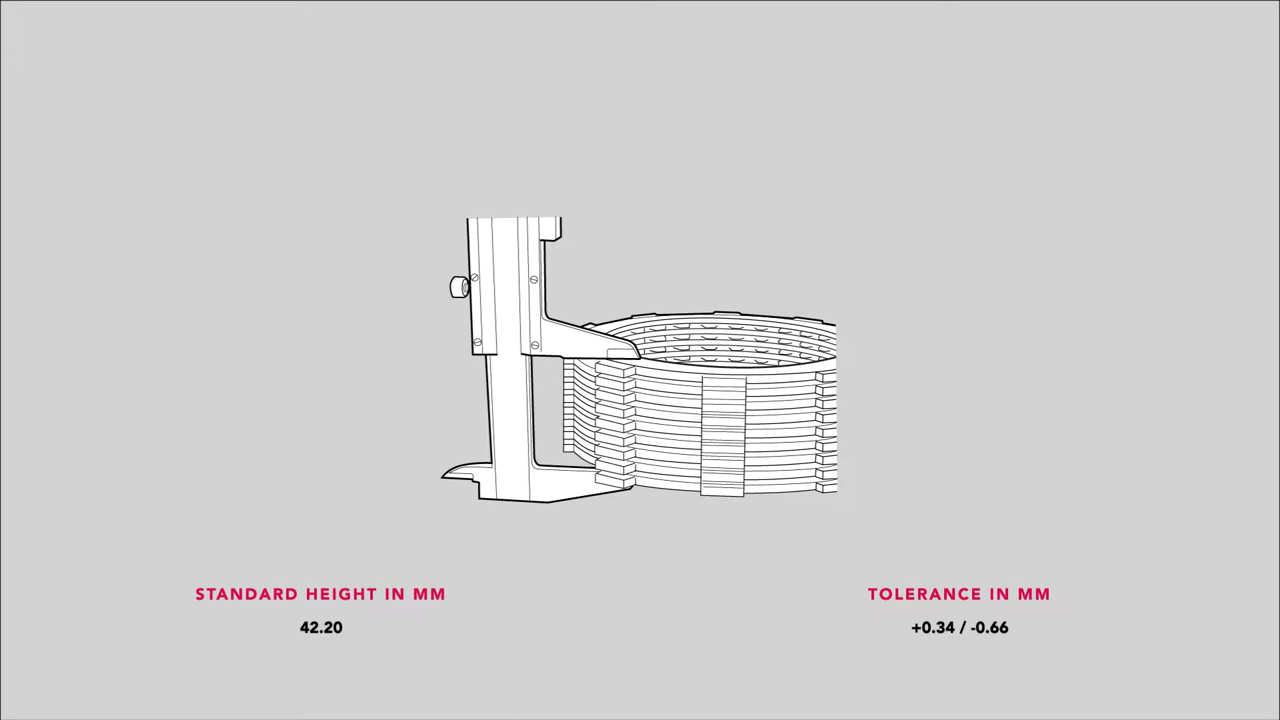 STANDARD HEIGHT IN MM
42.20
TOLERANCE IN MM
+0.34 / -0.66